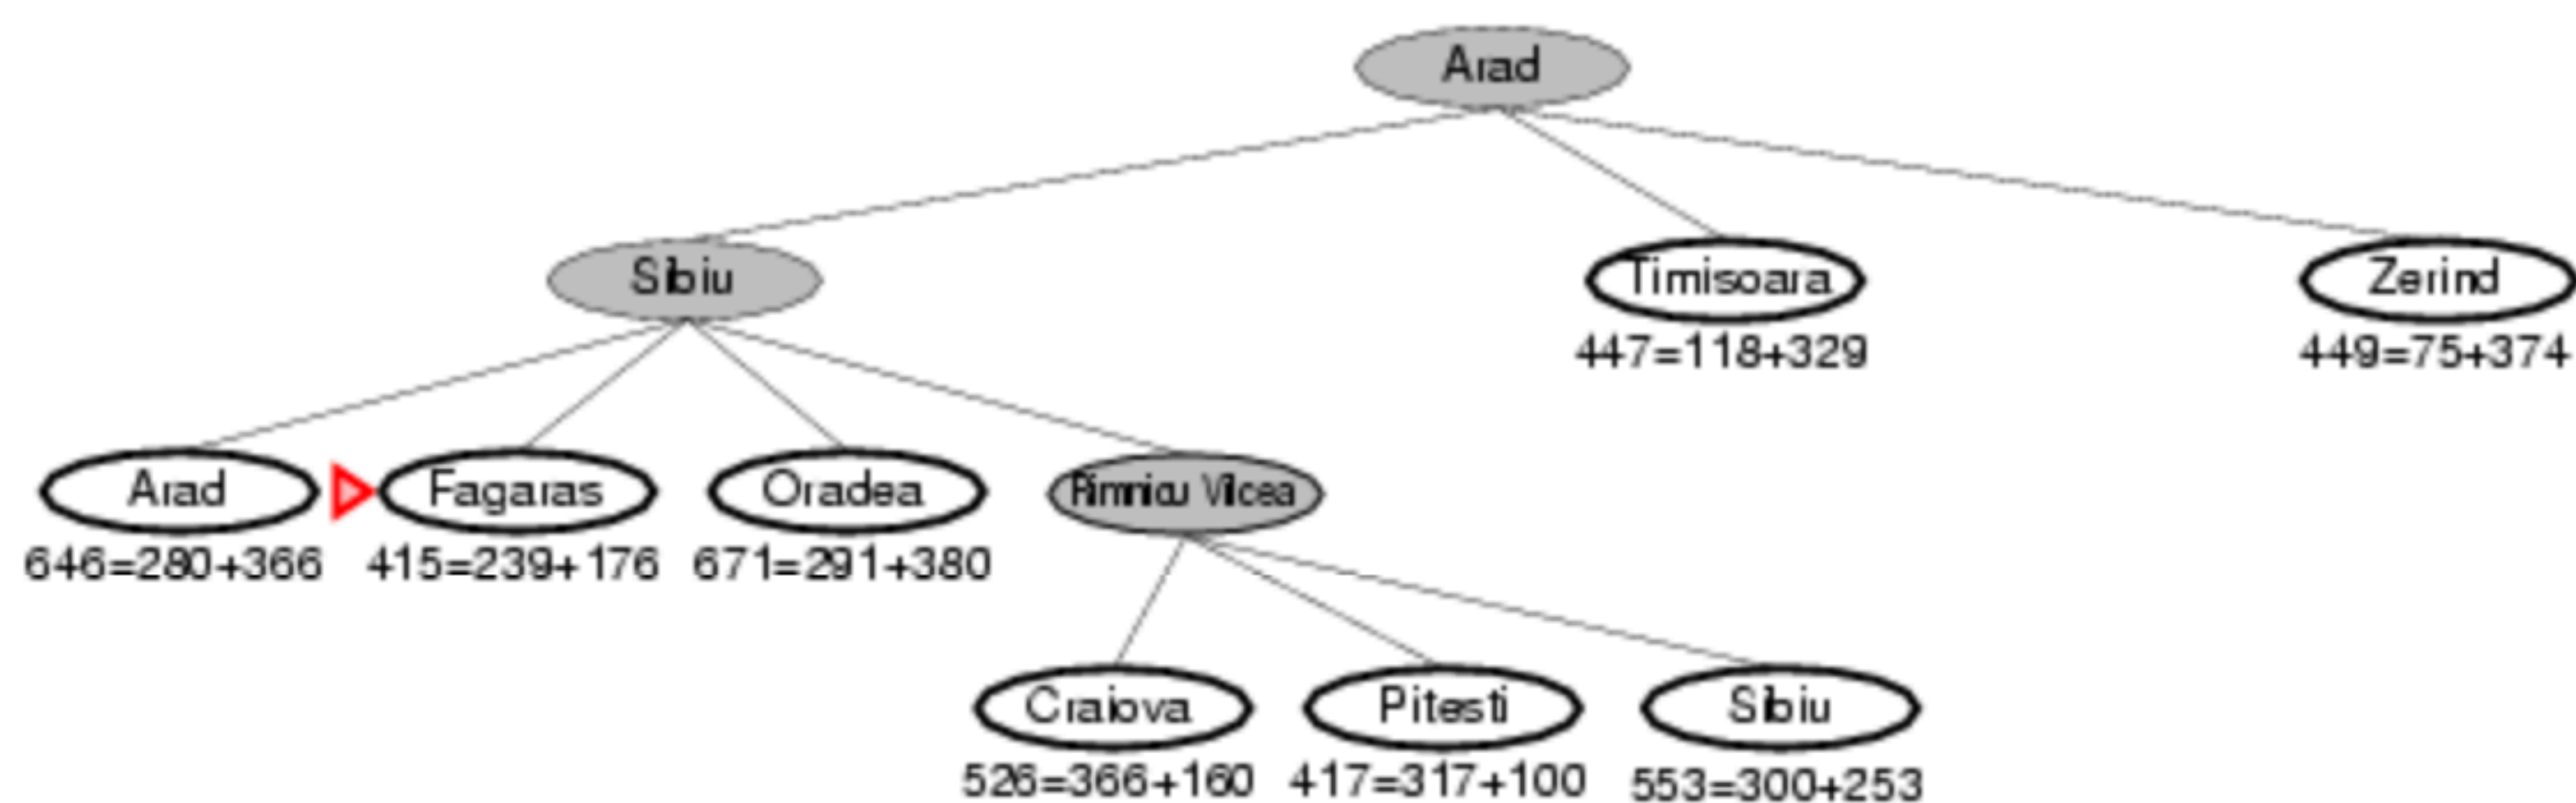 Arad
Sibiu
Timisoara
Zerind
447=118+329
449=75+374
Arad
Fagaras
Oradea
Rimnicu Vilcea
646=280+366
415=239+176
671=291+380
Craiova
Pitesti
Sibiu
526=366+160
417=317+100
553=300+253